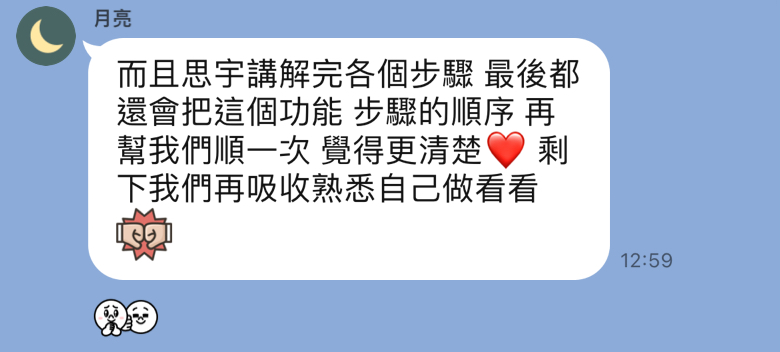 月亮
而且思宇講解完各個步驟 最後都
還會把這個功能 步驟的順序 再
幫我們順一次 覺得更清楚❤️ 剩
下我們再吸收熟悉自己做看看
12:59